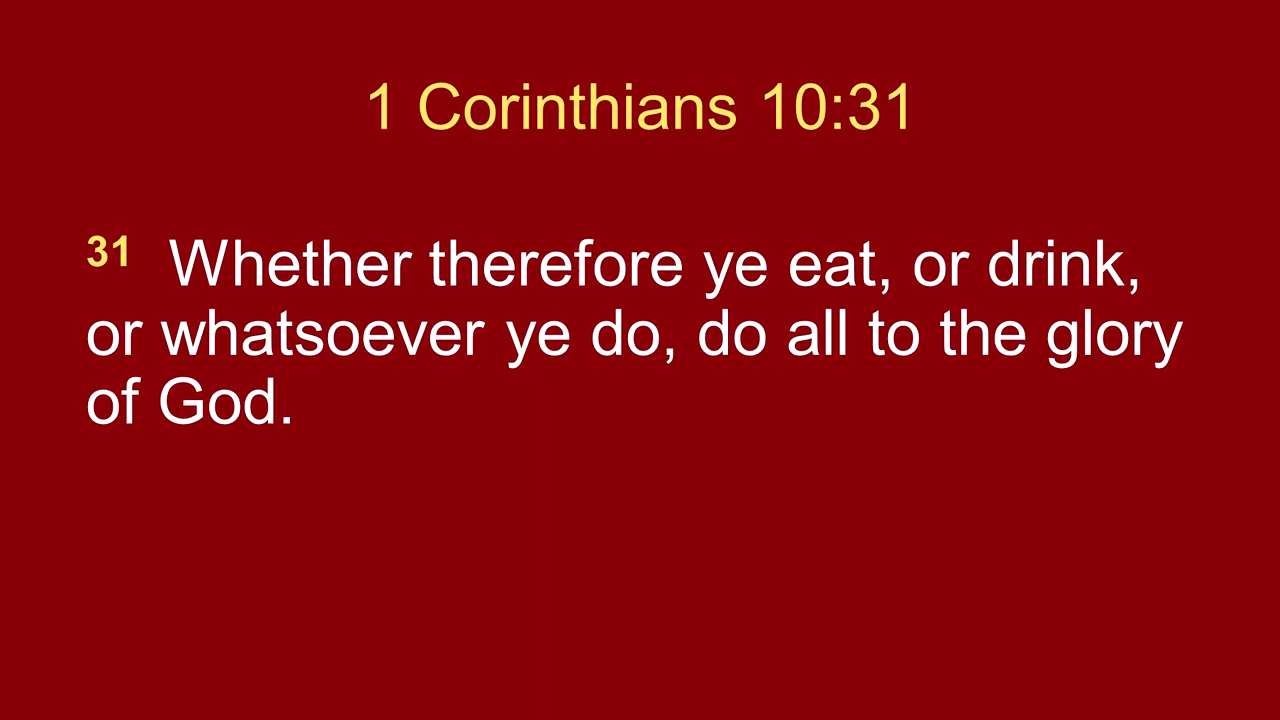 1 Corinthians 10:31
31 Whether therefore ye eat, or drink,
or whatsoever ye do, do all to the glory
of God.